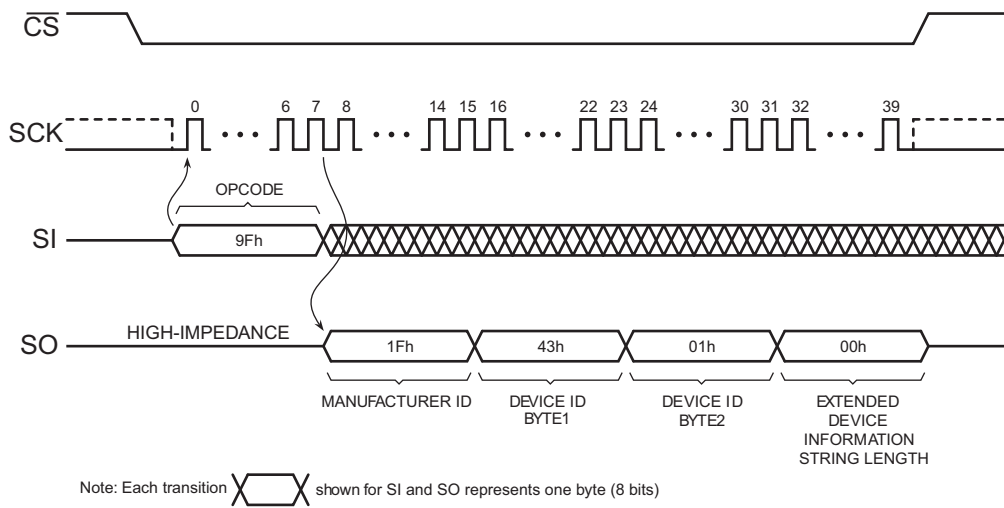 CS
0 6 7 8 14 15 16 22 23 24 30 31 32 39
SCK
OPCODE
SI
9Fh
HIGH-IMPEDANCE
SO
1Fh 43h 01h 00h
MANUFACTURER ID
DEVICE ID
BYTE1
DEVICE ID
BYTE2
EXTENDED
DEVICE
INFORMATION
STRING LENGTH
Note: Each transition shown for SI and SO represents one byte (8 bits)